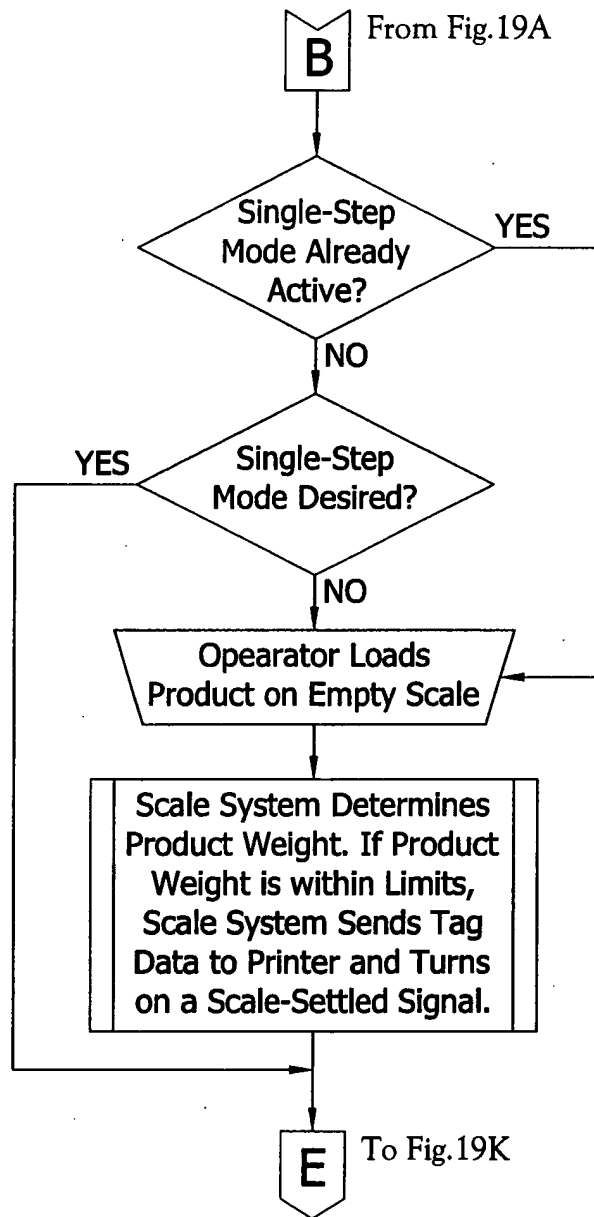 From Fig.19A
B
Single-Step
Mode Already
Active?
YES
NO
YES
Single-Step
Mode Desired?
NO
Opearator Loads
Product on Empty Scale
Scale System Determines
Product Weight. If Product
Weight is within Limits,
Scale System Sends Tag
Data to Printer and Turns
on a Scale-Settled Signal.
E
To Fig.19K